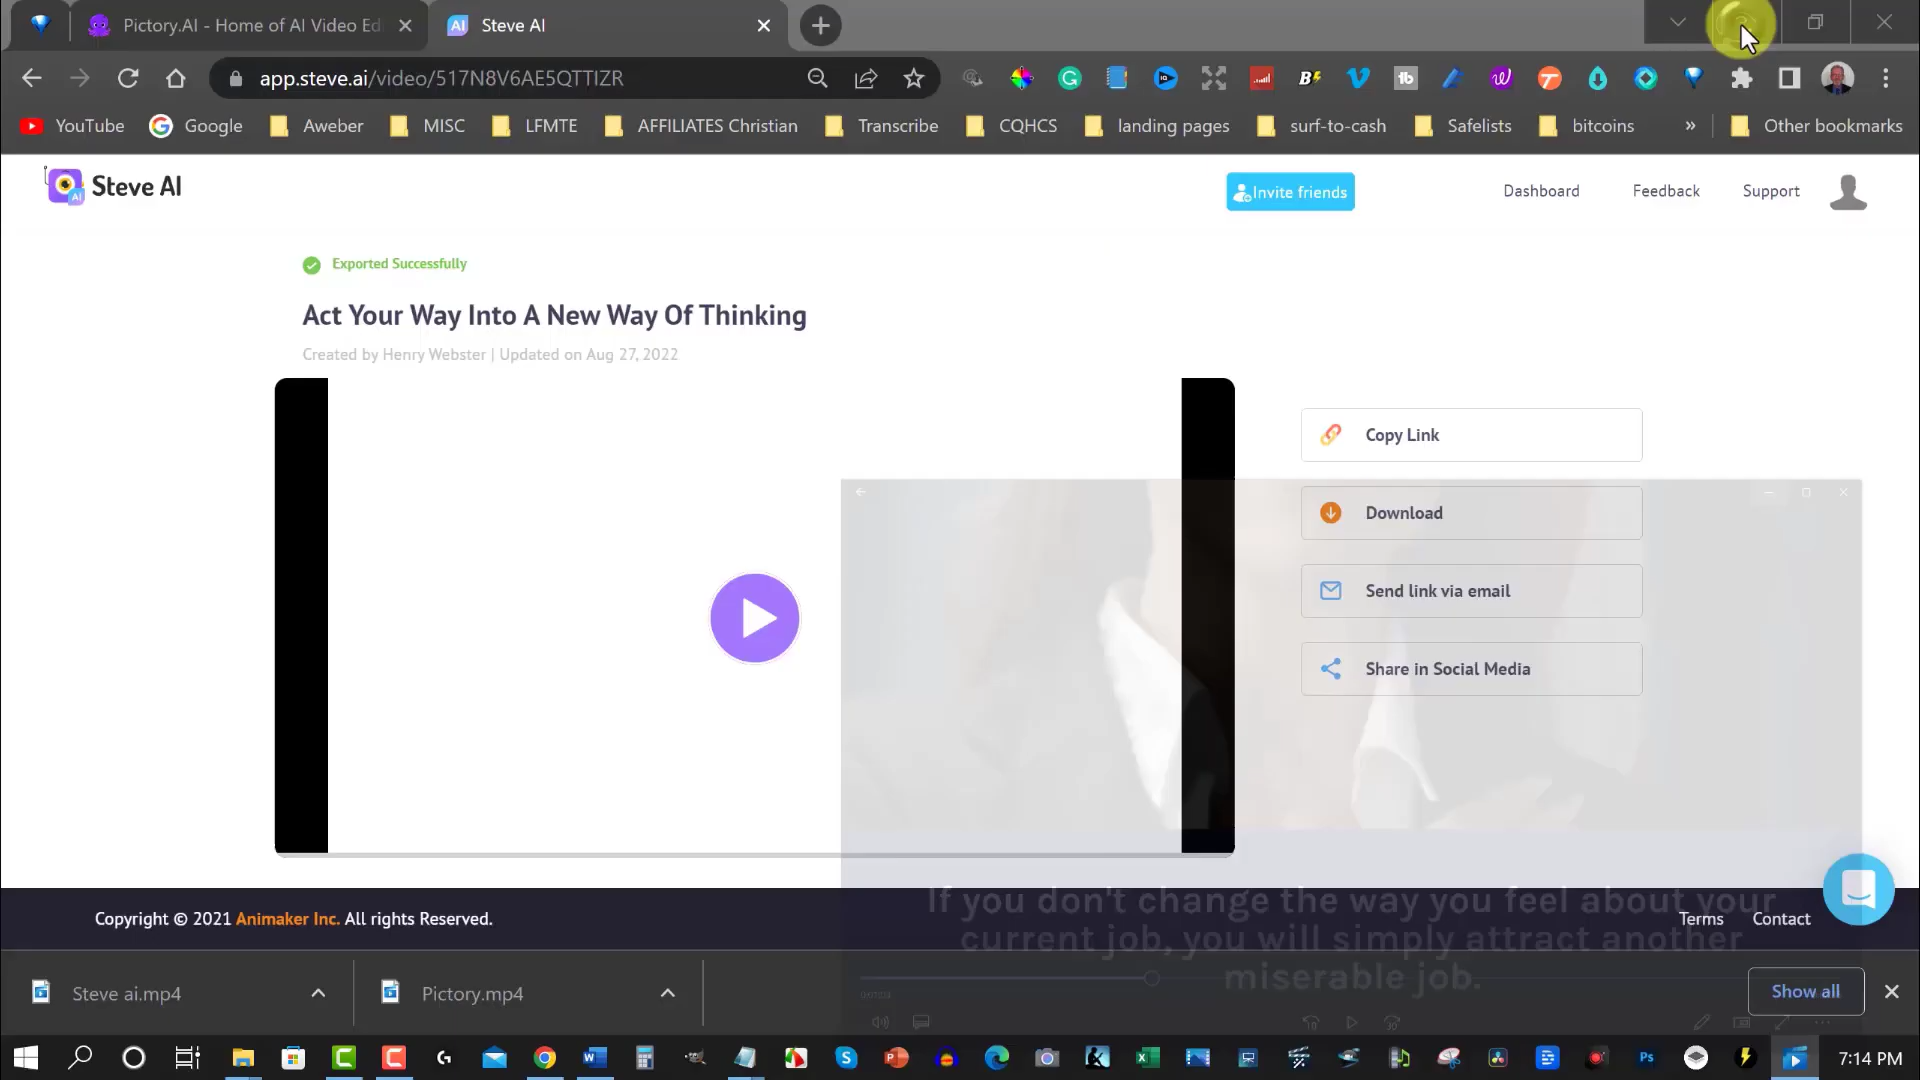 Pictory.AI - Home of AI Video Edi
Steve AI
app.steve.ai/video/517N8V6AE5QTTIZR
YouTube Google Aweber MISC LFMTE AFFILIATES Christian Transcribe CQHCS landing pages surf-to-cash Safelists bitcoins » Other bookmarks
Steve AI
Invite friends
Dashboard Feedback Support
Exported Successfully
Act Your Way Into A New Way Of Thinking
Created by Henry Webster | Updated on Aug 27, 2022
Copy Link
Download
Send link via email
Share in Social Media
If you don't change the way you feel about your
current job, you will simply attract another
miserable job.
Copyright © 2021 Animaker Inc. All rights Reserved.
Terms Contact
Steve ai.mp4
Pictory.mp4
Show all
7:14 PM